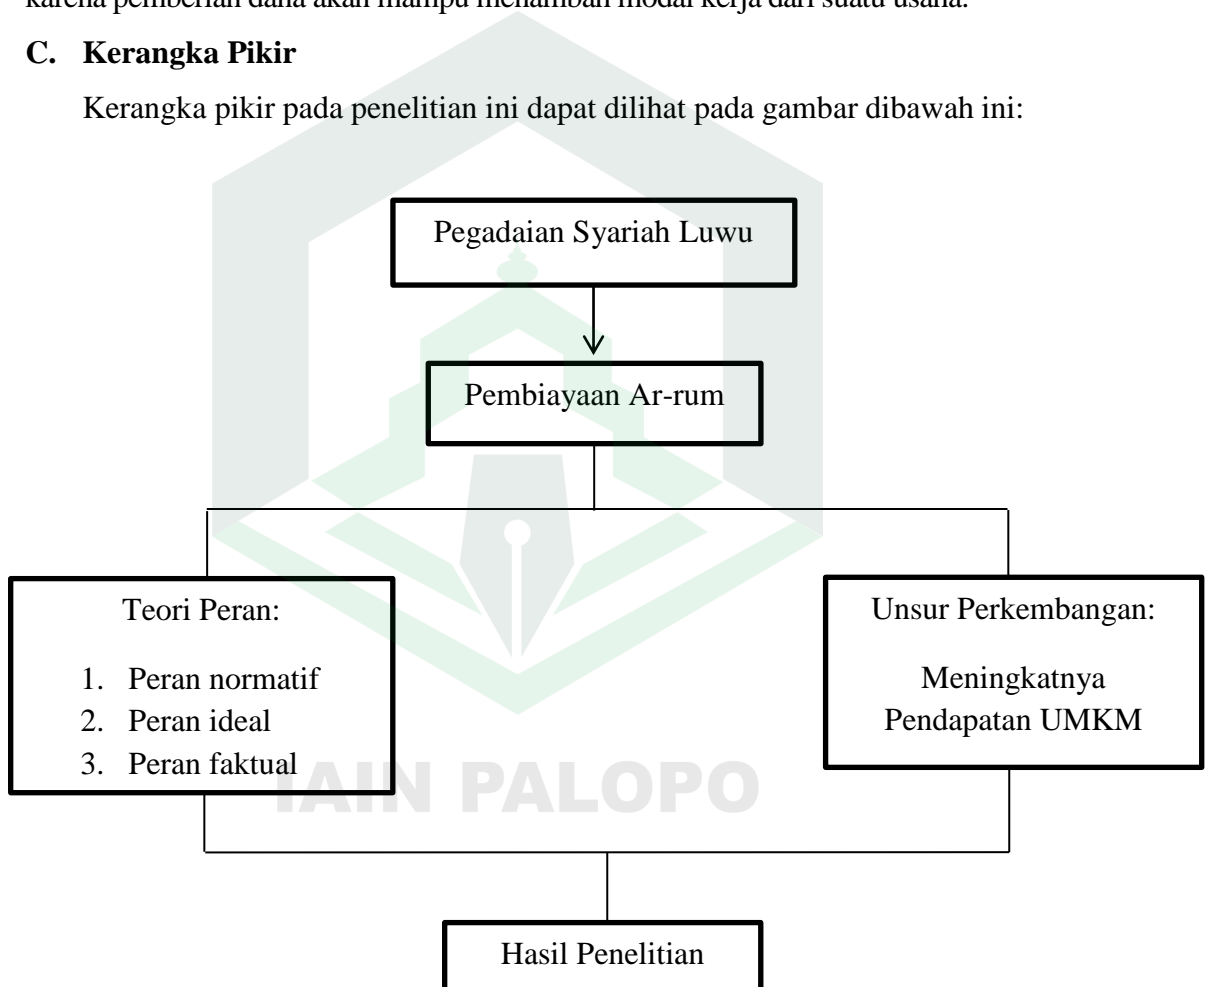 karena pemberian dana akan mampu menambah modal kerja dari suatu usaha.
C. Kerangka Pikir
Kerangka pikir pada penelitian ini dapat dilihat pada gambar dibawah ini:
Pegadaian Syariah Luwu
Pembiayaan Ar-rum
Teori Peran:
1. Peran normatif
2. Peran ideal
3. Peran faktual
Unsur Perkembangan:
Meningkatnya
Pendapatan UMKM
IAIN PALOPO
Hasil Penelitian